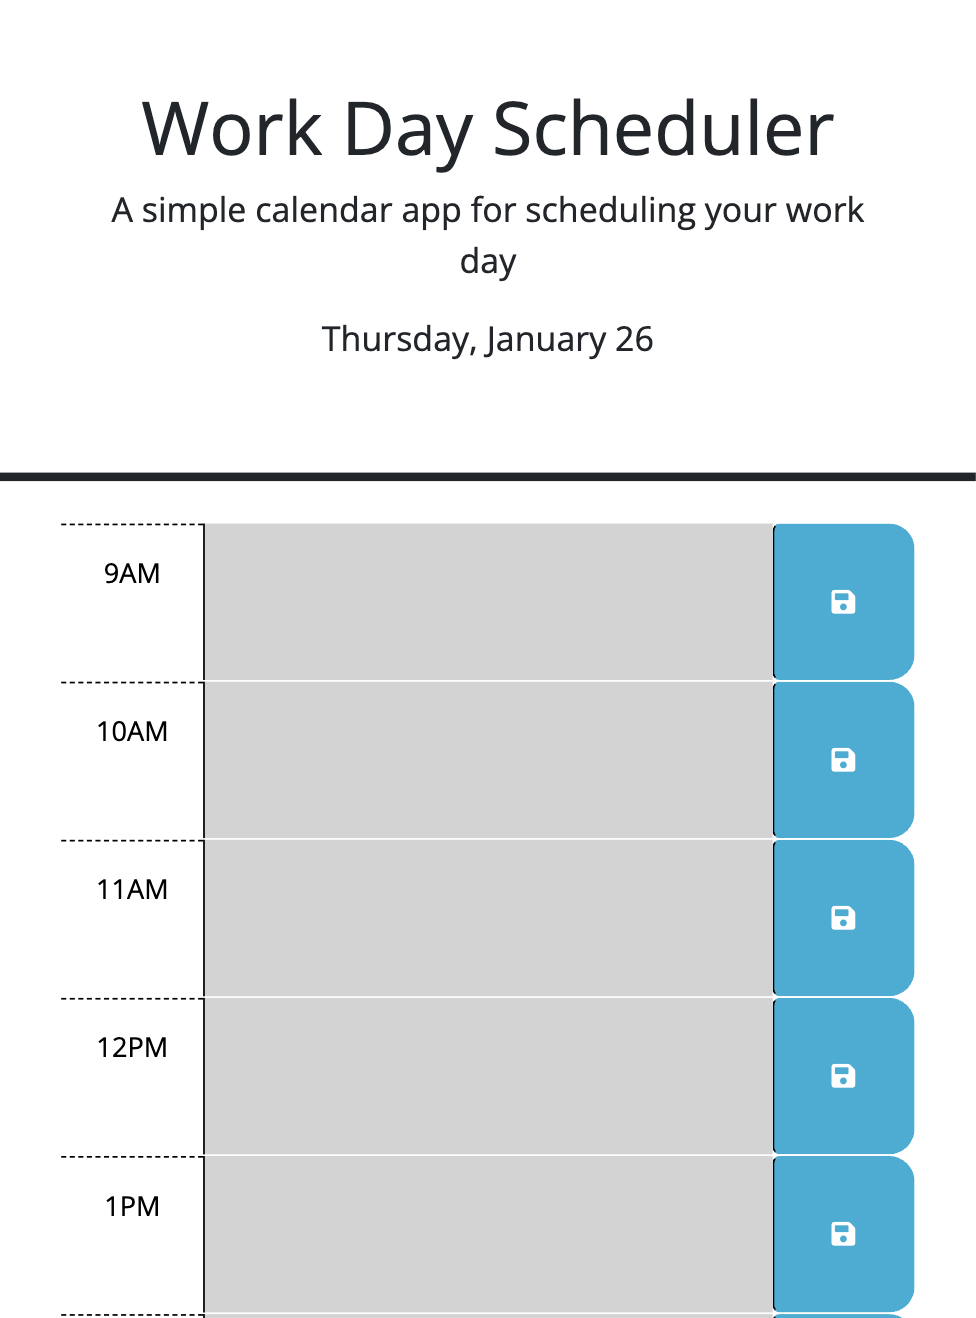 Work Day Scheduler
A simple calendar app for scheduling your work
day
Thursday, January 26
9AM
10AM
11AM
12PM
1PM